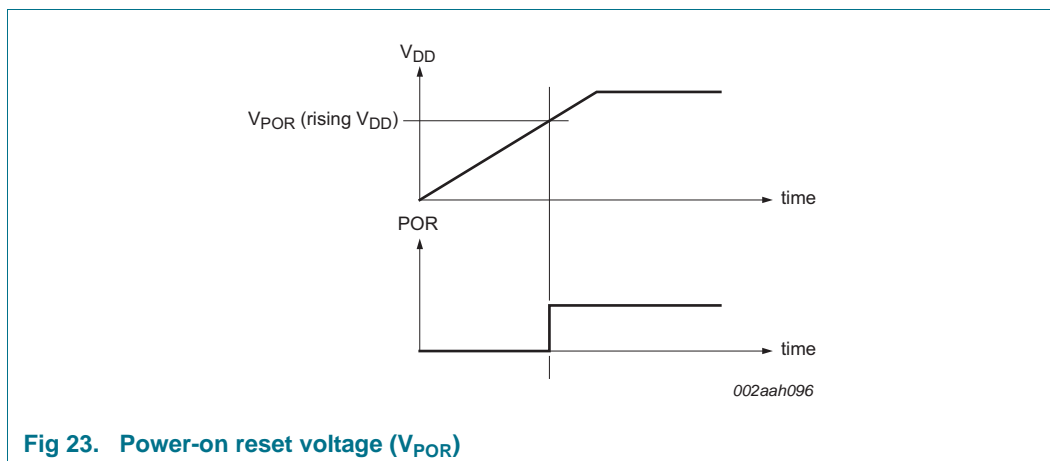 VDD
VPOR (rising VDD)
time
POR
time
002aah096
Fig 23. Power-on reset voltage (VPOR)